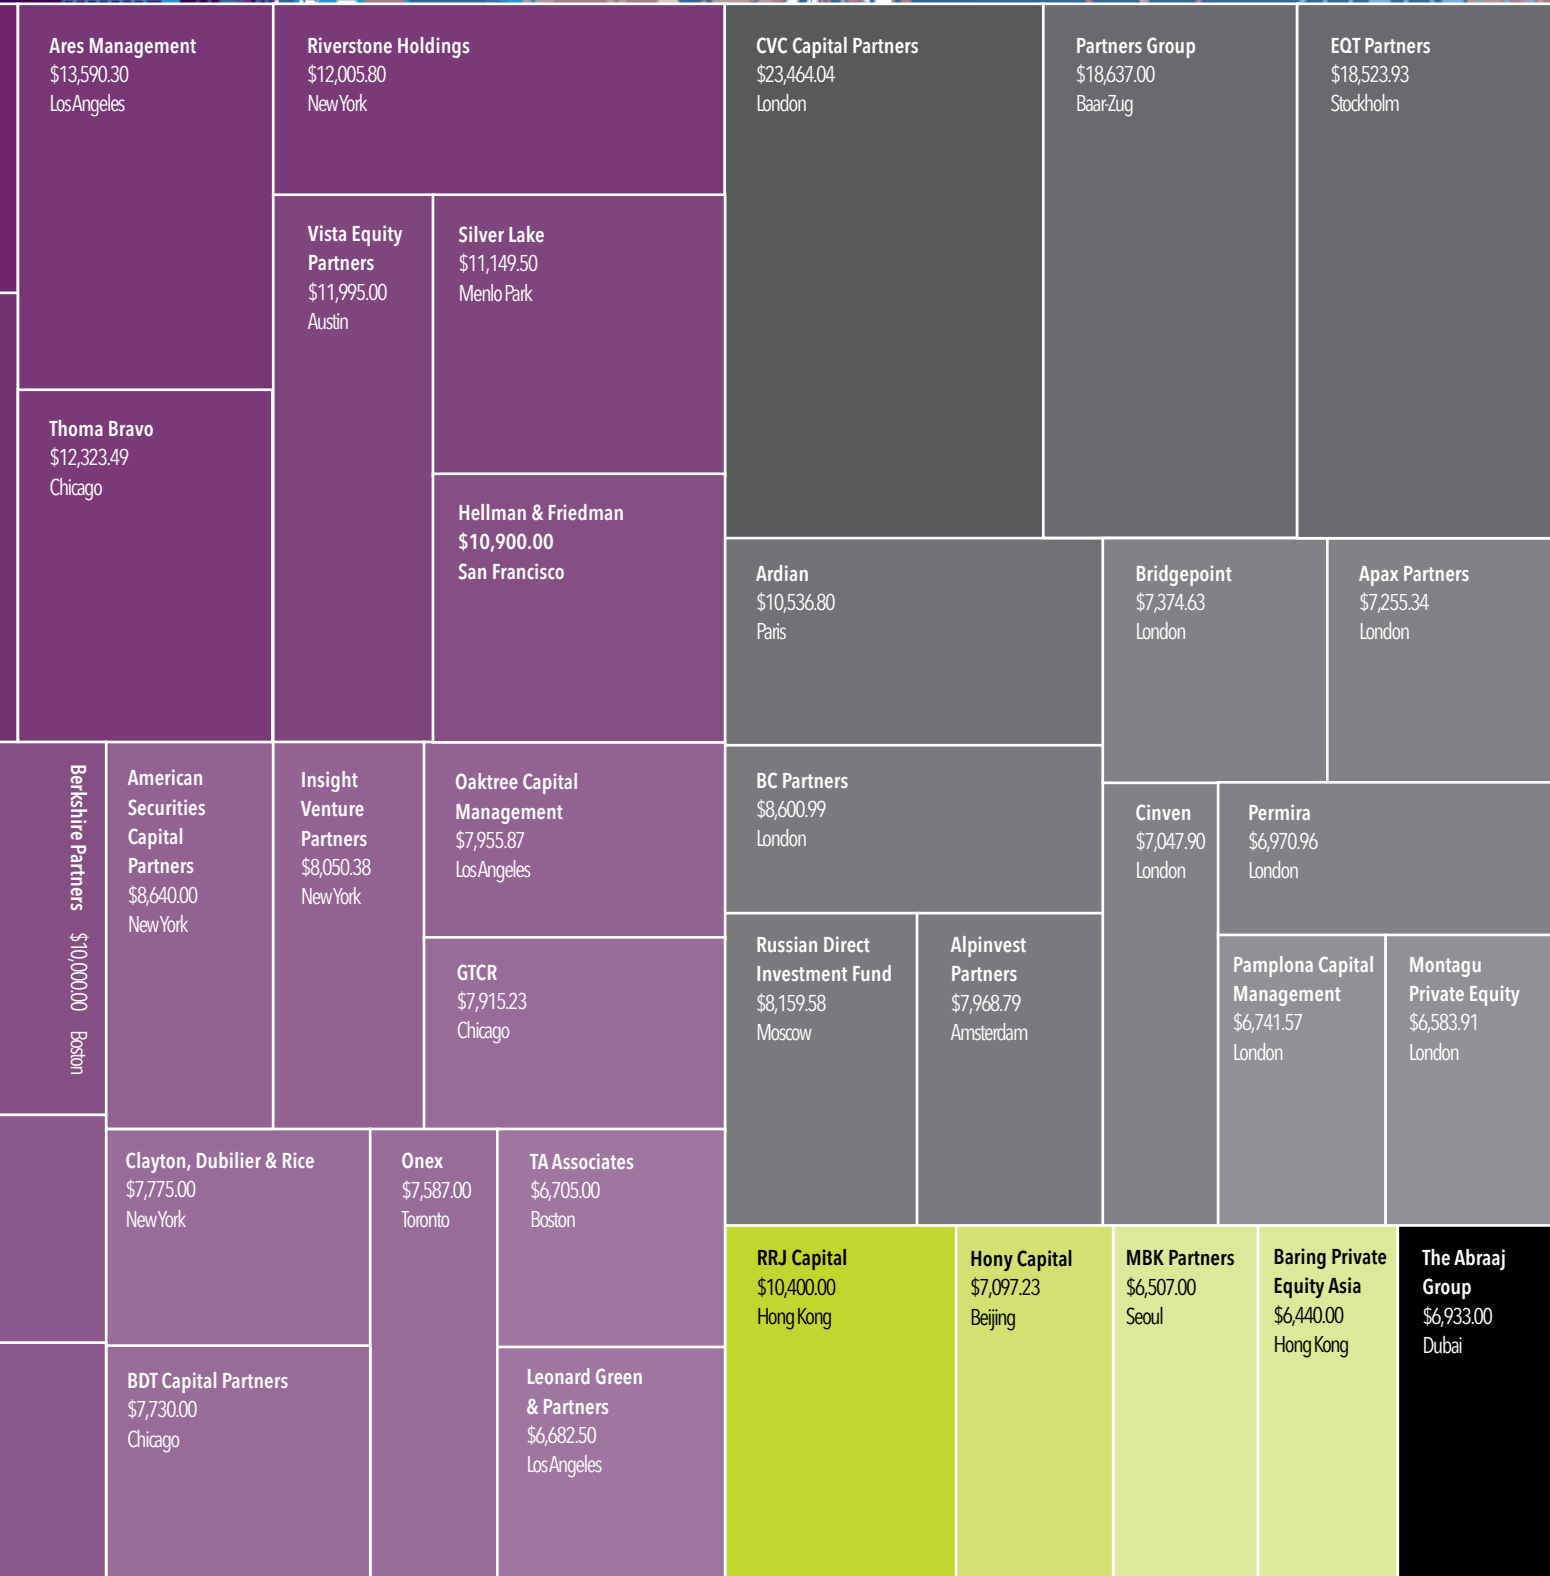 Ares Management
$13,590.30
Los Angeles
Riverstone Holdings
$12,005.80
New York
CVC Capital Partners
$23,464.04
London
Partners Group
$18,637.00
Baar-Zug
EQT Partners
$18,523.93
Stockholm
Vista Equity
Partners
$11,995.00
Austin
Silver Lake
$11,149.50
Menlo Park
Thoma Bravo
$12,323.49
Chicago
Hellman & Friedman
$10,900.00
San Francisco
Ardian
$10,536.80
Paris
Bridgepoint
$7,374.63
London
Apax Partners
$7,255.34
London
Berkshire Partners $10,000.00 Boston
American
Securities
Capital
Partners
$8,640.00
New York
Insight
Venture
Partners
$8,050.38
New York
Oaktree Capital
Management
$7,955.87
Los Angeles
BC Partners
$8,600.99
London
Cinven
$7,047.90
London
Permira
$6,970.96
London
GTCR
$7,915.23
Chicago
Russian Direct
Investment Fund
$8,159.58
Moscow
Alpinvest
Partners
$7,968.79
Amsterdam
Pamplona Capital
Management
$6,741.57
London
Montagu
Private Equity
$6,583.91
London
Clayton, Dubilier & Rice
$7,775.00
New York
Onex
$7,587.00
Toronto
TA Associates
$6,705.00
Boston
RRJ Capital
$10,400.00
Hong Kong
Hony Capital
$7,097.23
Beijing
MBK Partners
$6,507.00
Seoul
Baring Private
Equity Asia
$6,440.00
Hong Kong
The Abraaj
Group
$6,933.00
Dubai
BDT Capital Partners
$7,730.00
Chicago
Leonard Green
& Partners
$6,682.50
Los Angeles